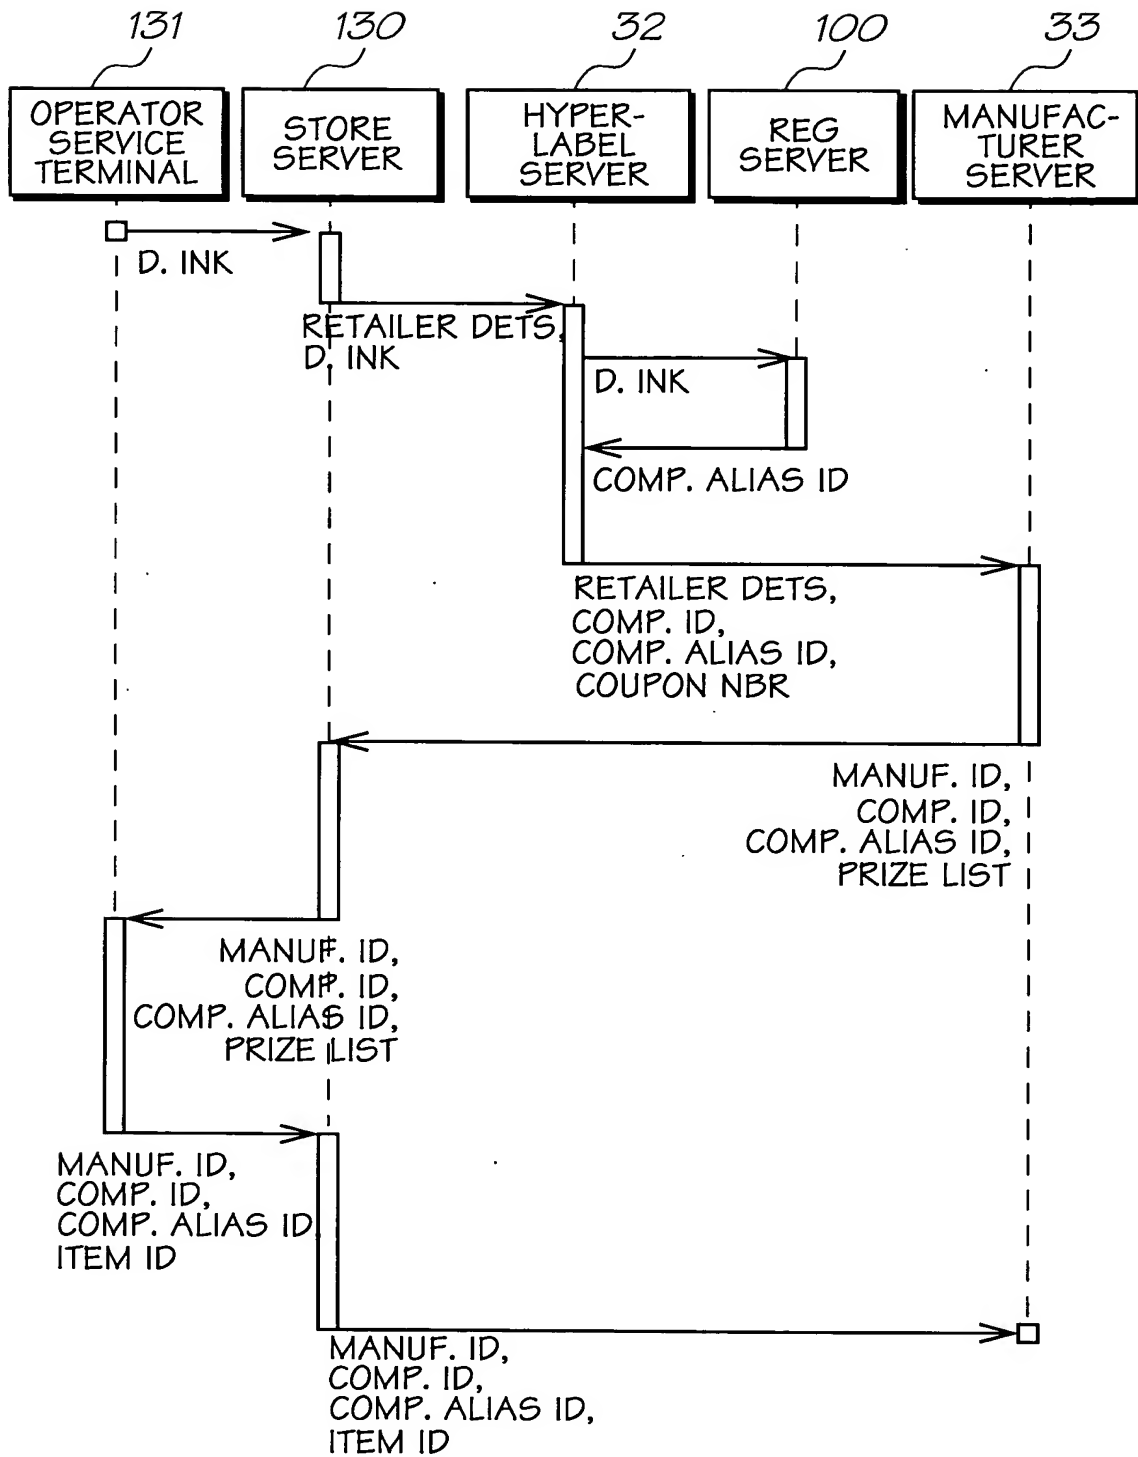 131
130
32
100
33
OPERATOR
SERVICE
TERMINAL
STORE
SERVER
HYPER-
LABEL
SERVER
REG
SERVER
MANUFAC-
TURER
SERVER
D. INK
RETAILER DETS,
D. INK
D. INK
COMP. ALIAS ID
RETAILER DETS,
COMP. ID,
COMP. ALIAS ID,
COUPON NBR
MANUF. ID,
COMP. ID,
COMP. ALIAS ID,
PRIZE LIST
MANUF. ID,
COMP. ID,
COMP. ALIAS ID,
PRIZE LIST
MANUF. ID,
COMP. ID,
COMP. ALIAS ID
ITEM ID
MANUF. ID,
COMP. ID,
COMP. ALIAS ID,
ITEM ID